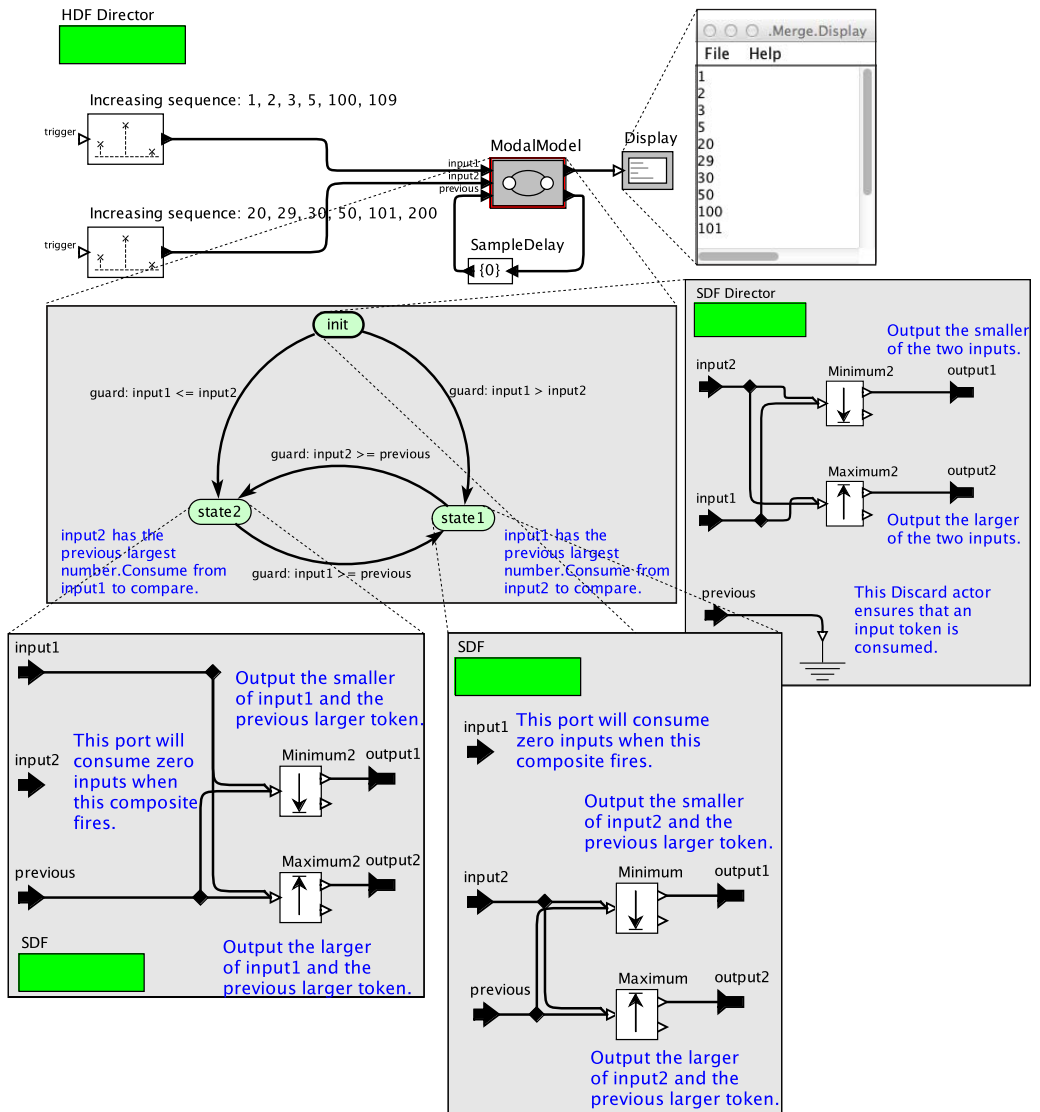 HDF Director
Increasing sequence: 1, 2, 3, 5, 100, 109
trigger
Increasing sequence: 20, 29, 30, 50, 101, 200
trigger
ModalModel
input1
input2
previous
SampleDelay
{0}
Display
.Merge.Display
File Help
1
2
3
5
20
29
30
50
100
101
init
guard: input1 <= input2
guard: input1 > input2
guard: input2 >= previous
state2
state1
guard: input1 >= previous
input2 has the
previous largest
number.Consume from
input1 to compare.
input1 has the
previous largest
number.Consume from
input2 to compare.
SDF Director
Output the smaller
of the two inputs.
input2
Minimum2
output1
Maximum2
output2
input1
Output the larger
of the two inputs.
previous
This Discard actor
ensures that an
input token is
consumed.
input1
Output the smaller
of input1 and the
previous larger token.
This port will
consume zero
inputs when
this composite
fires.
input2
Minimum2
output1
Maximum2
output2
previous
SDF
Output the larger
of input1 and the
previous larger token.
SDF
input1
This port will consume
zero inputs when this
composite fires.
Output the smaller
of input2 and the
previous larger token.
input2
Minimum
output1
Maximum
output2
previous
Output the larger
of input2 and the
previous larger token.